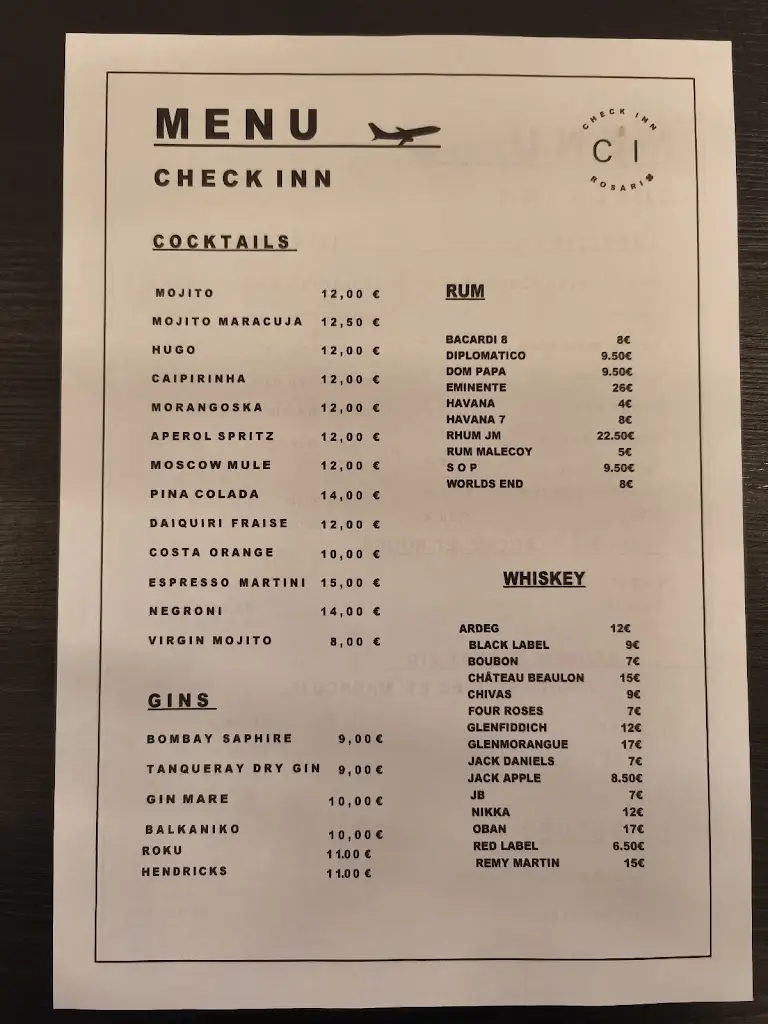 MENU
CHECK INN
CHECK INN
C I
ROSARI
COCKTAILS
MOJITO 12,00 €
MOJITO MARACUJA 12,50 €
HUGO 12,00 €
CAIPIRINHA 12,00 €
MORANGOSKA 12,00 €
APEROL SPRITZ 12,00 €
MOSCOW MULE 12,00 €
PINA COLADA 14,00 €
DAIQUIRI FRAISE 12,00 €
COSTA ORANGE 10,00 €
ESPRESSO MARTINI 15,00 €
NEGRONI 14,00 €
VIRGIN MOJITO 8,00 €
GINS
BOMBAY SAPHIRE 9,00 €
TANQUERAY DRY GIN 9,00 €
GIN MARE 10,00 €
BALKANIKO 10,00 €
ROKU 11.00 €
HENDRICKS 11.00 €
RUM
BACARDI 8 8€
DIPLOMATICO 9.50€
DOM PAPA 9.50€
EMINENTE 26€
HAVANA 4€
HAVANA 7 8€
RHUM JM 22.50€
RUM MALECOY 5€
S O P 9.50€
WORLDS END 8€
WHISKEY
ARDEG 12€
BLACK LABEL 9€
BOUBON 7€
CHÂTEAU BEAULON 15€
CHIVAS 9€
FOUR ROSES 7€
GLENFIDDICH 12€
GLENMORANGUE 17€
JACK DANIELS 7€
JACK APPLE 8.50€
JB 7€
NIKKA 12€
OBAN 17€
RED LABEL 6.50€
REMY MARTIN 15€